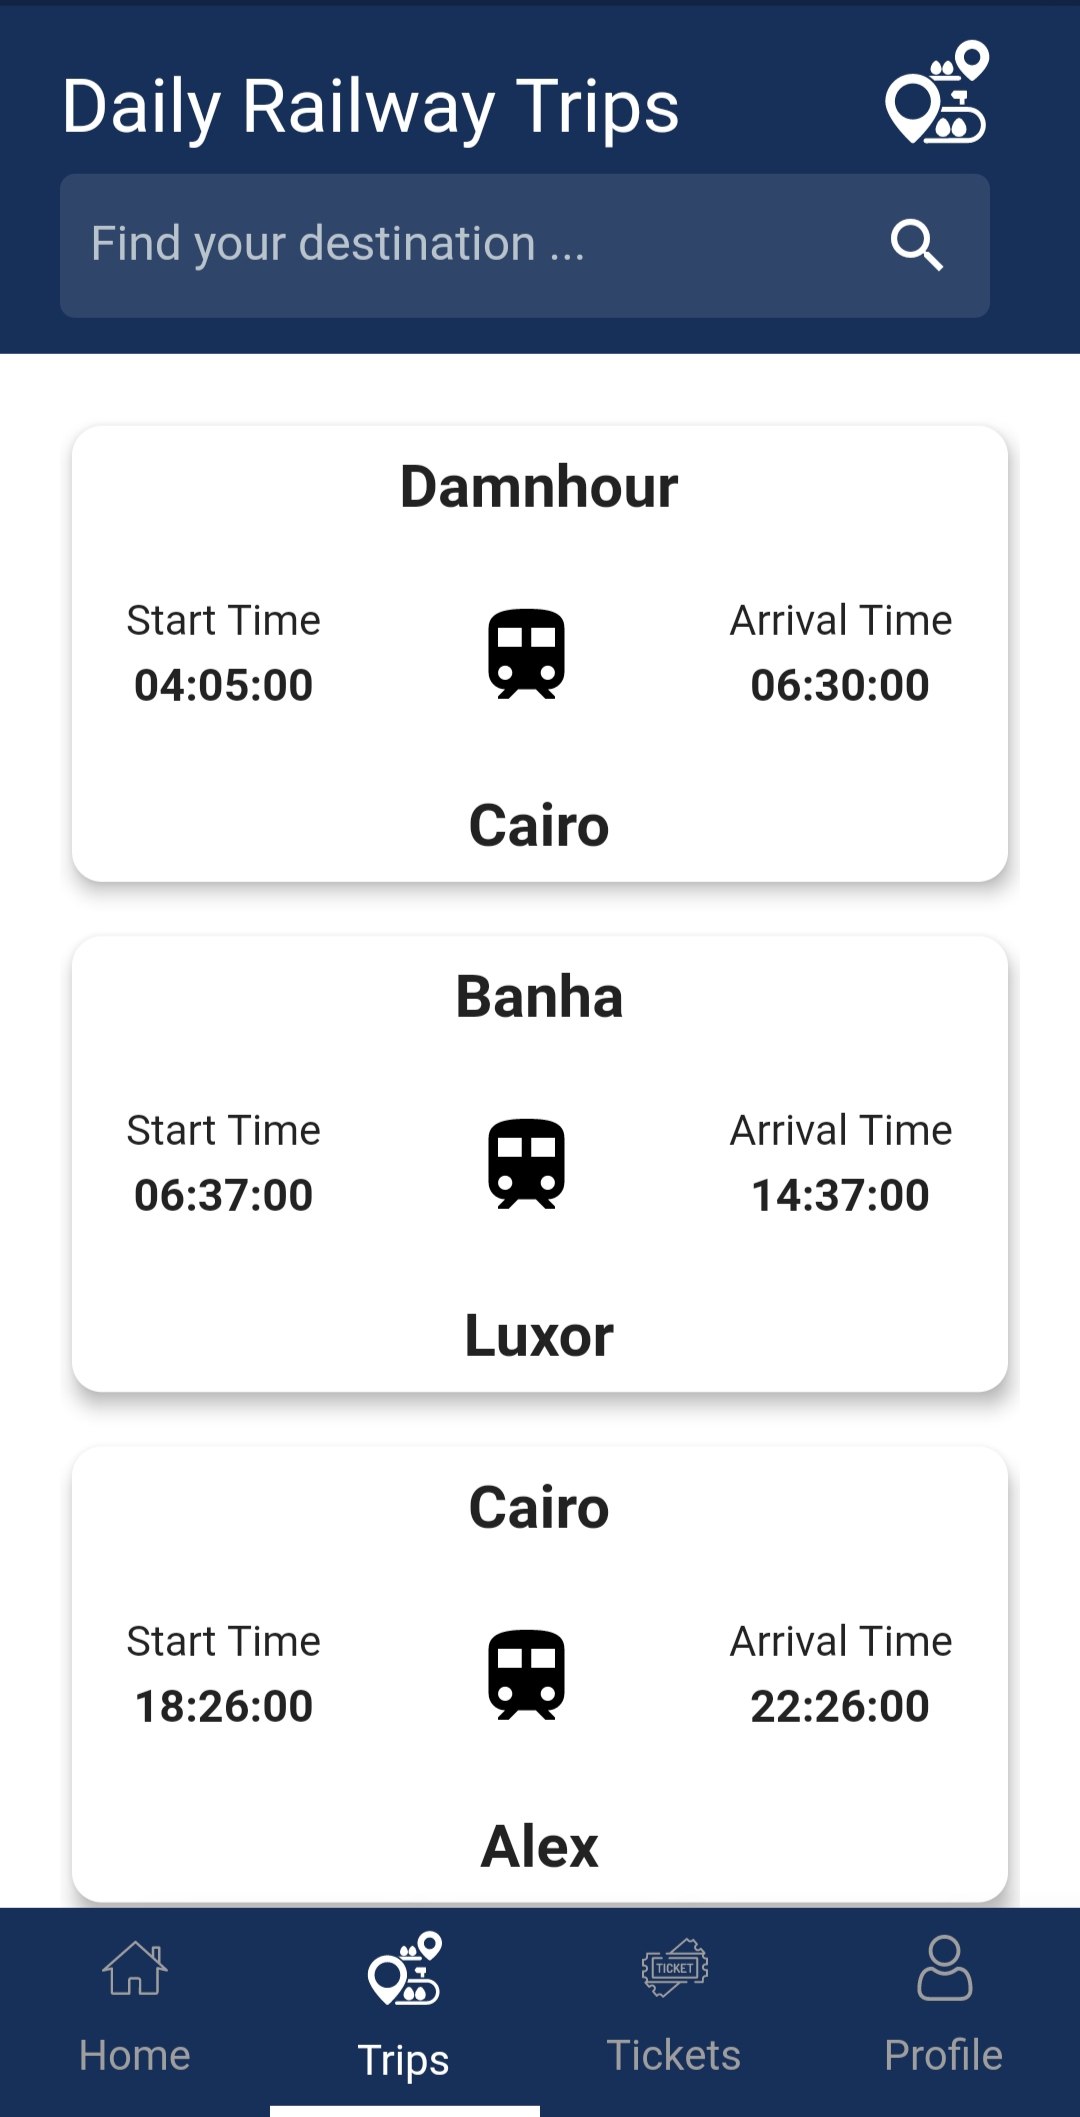 Daily Railway Trips
Find your destination ...
Damnhour
Start Time
Arrival Time
04:05:00
06:30:00
Cairo
Banha
Start Time
Arrival Time
06:37:00
14:37:00
Luxor
Cairo
Start Time
Arrival Time
18:26:00
22:26:00
Alex
TICKET
Home
Trips
Tickets
Profile